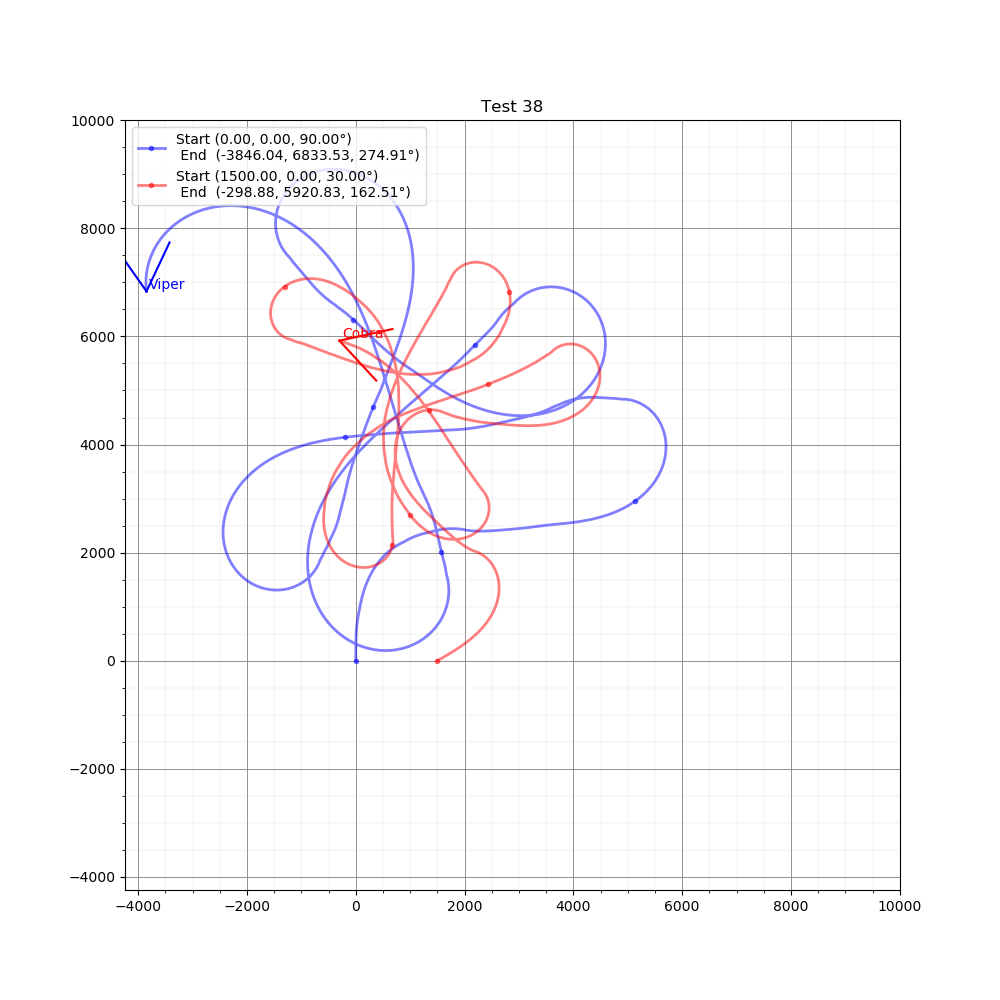 Test 38
10000
8000
6000
4000
2000
0
−2000
−4000
Start (0.00, 0.00, 90.00°)
End  (-3846.04, 6833.53, 274.91°)
Start (1500.00, 0.00, 30.00°)
End  (-298.88, 5920.83, 162.51°)
Viper
Cobra
−4000 −2000 0 2000 4000 6000 8000 10000